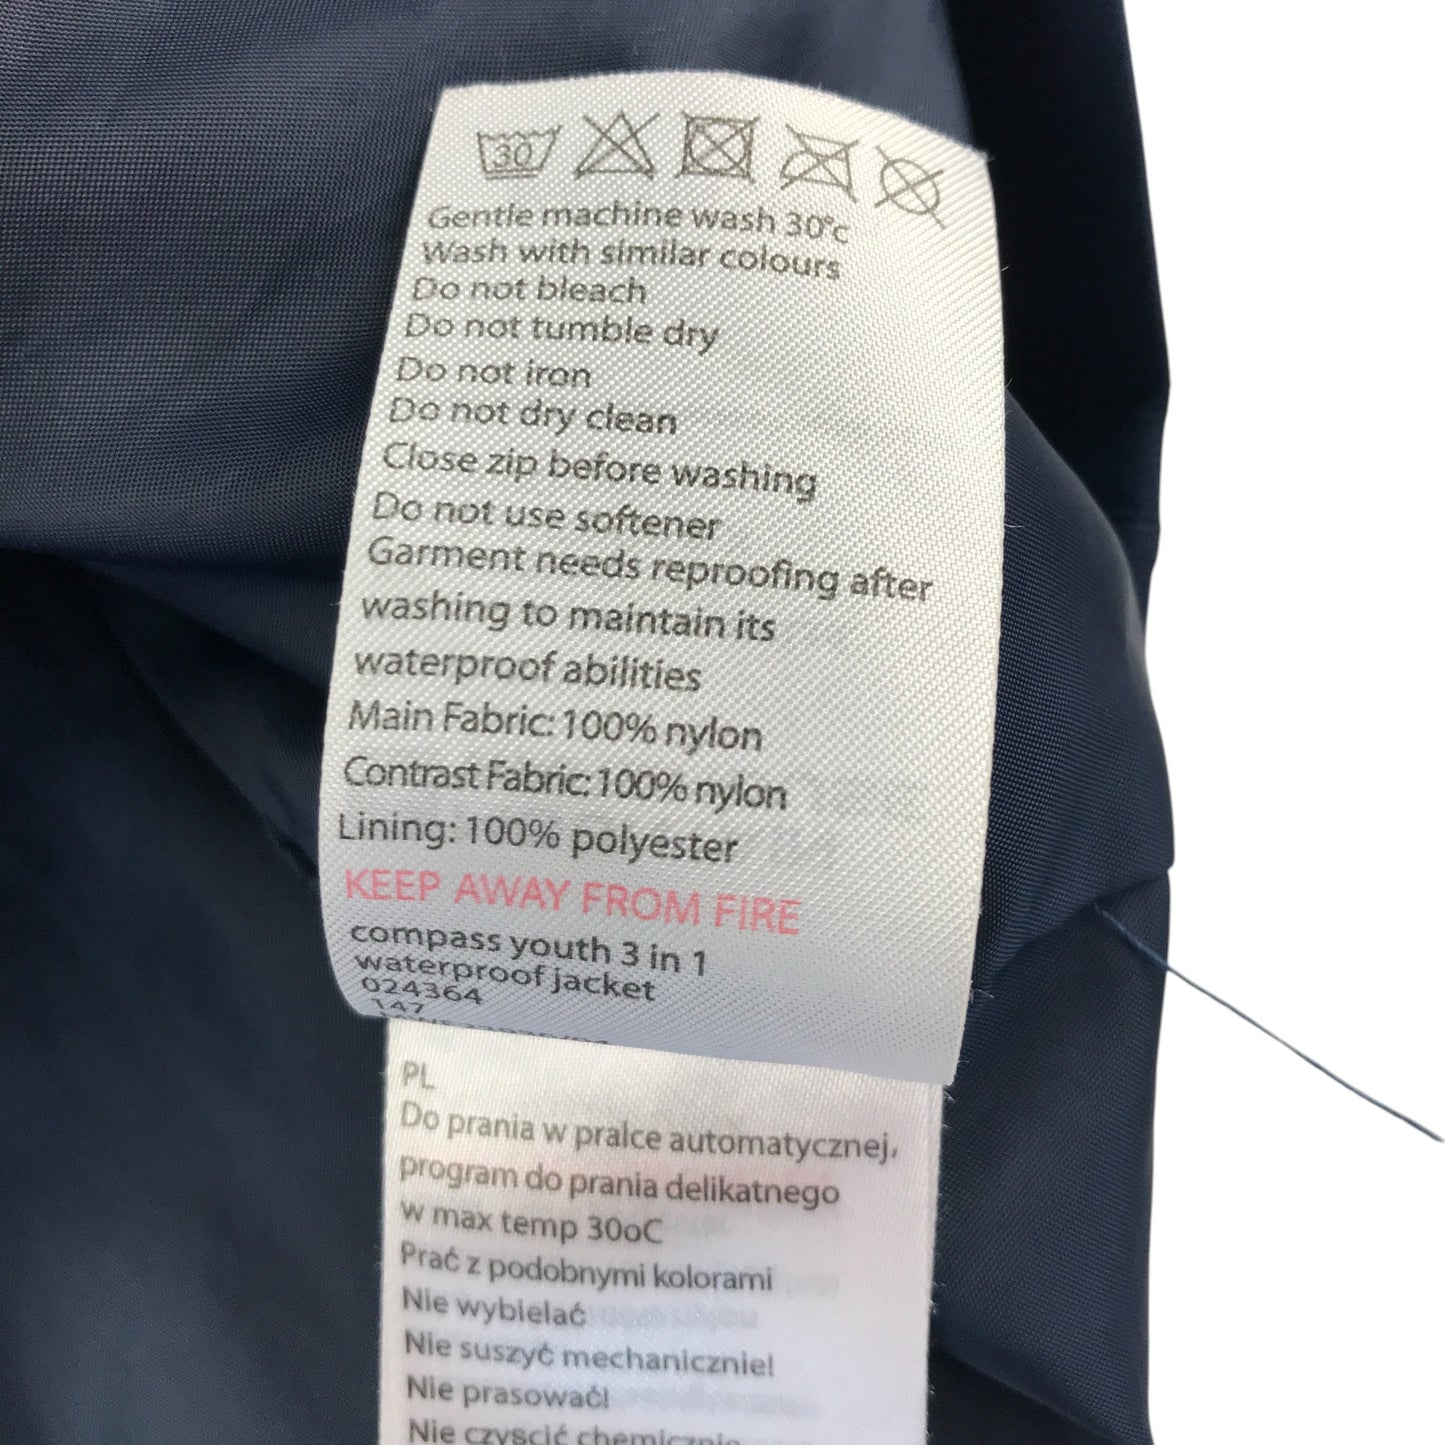 30
Gentle machine wash 30°c
Wash with similar colours
Do not bleach
Do not tumble dry
Do not iron
Do not dry clean
Close zip before washing
Do not use softener
Garment needs reproofing after
washing to maintain its
waterproof abilities
Main Fabric: 100% nylon
Contrast Fabric: 100% nylon
Lining: 100% polyester
KEEP AWAY FROM FIRE
compass youth 3 in 1
waterproof jacket
024364
147
PL
Do prania w pralce automatycznej,
program do prania delikatnego
w max temp 30oC
Prać z podobnymi kolorami
Nie wybielać
Nie suszyć mechanicznie!
Nie prasować!
Nie czyścić chemicznie